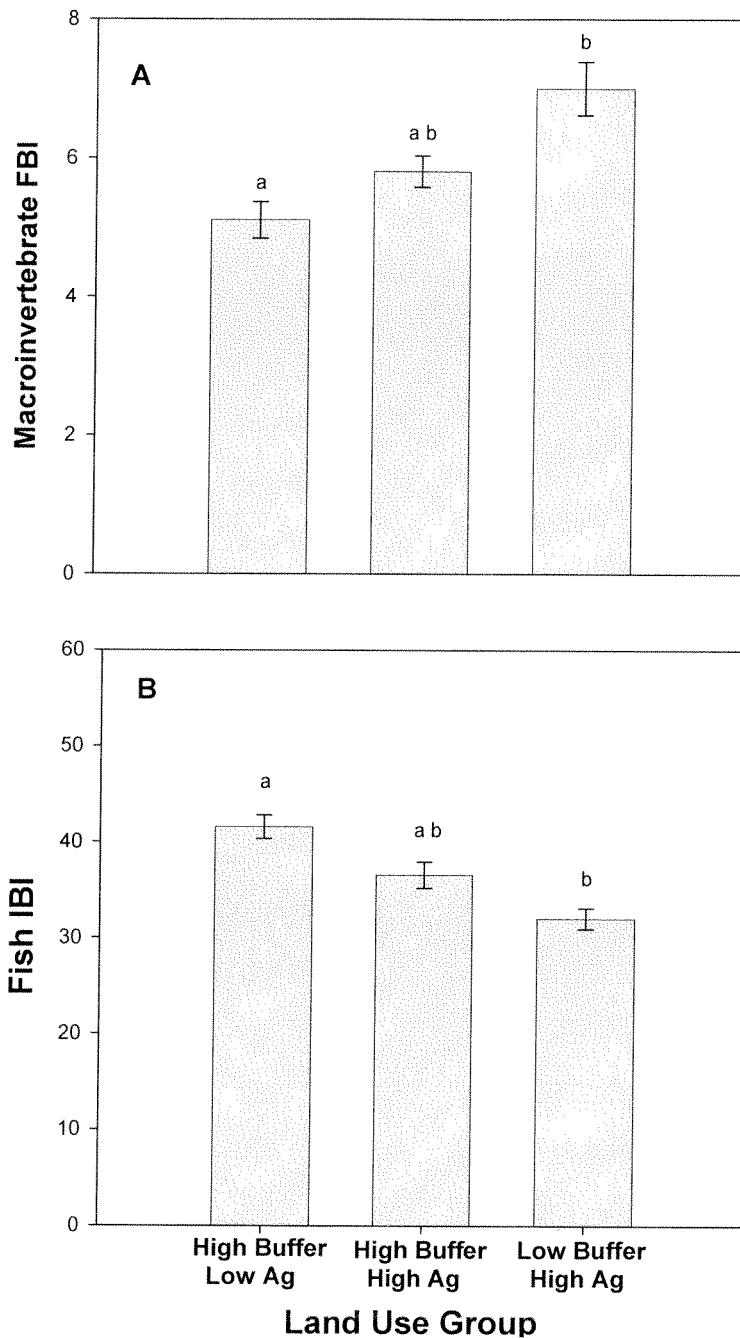 8
A
b
a b
6
a
4
2
0
Macroinvertebrate FBI
60
B
50
a
40
a b
b
30
20
10
0
Fish IBI
High Buffer
Low Ag
High Buffer
High Ag
Low Buffer
High Ag
Land Use Group